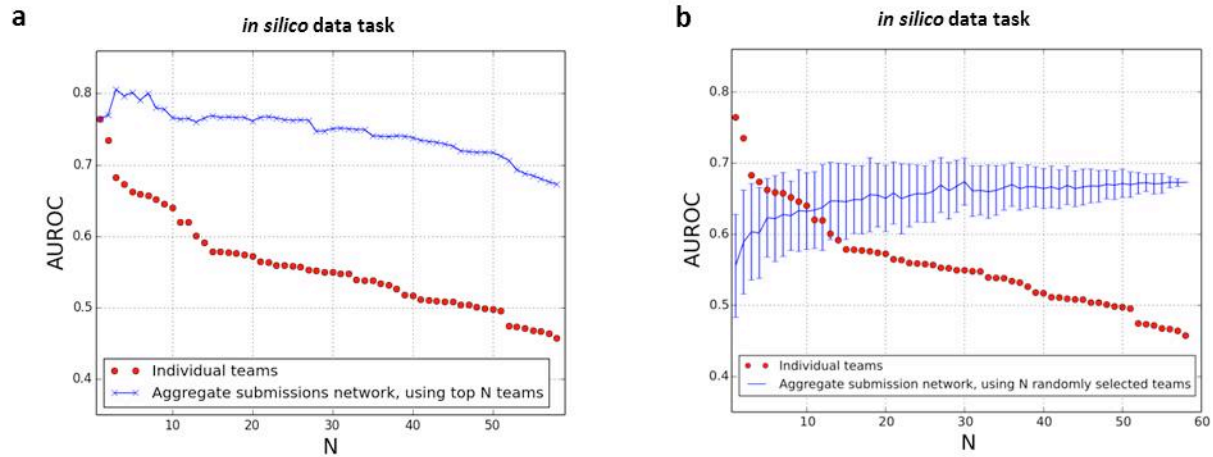 a
in silico data task
AUROC
0.8
0.7
0.6
0.5
0.4
Individual teams
Aggregate submissions network, using top N teams
10
20
30
40
50
N
b
in silico data task
AUROC
0.8
0.7
0.6
0.5
0.4
Individual teams
Aggregate submission network, using N randomly selected teams
10
20
30
40
50
60
N